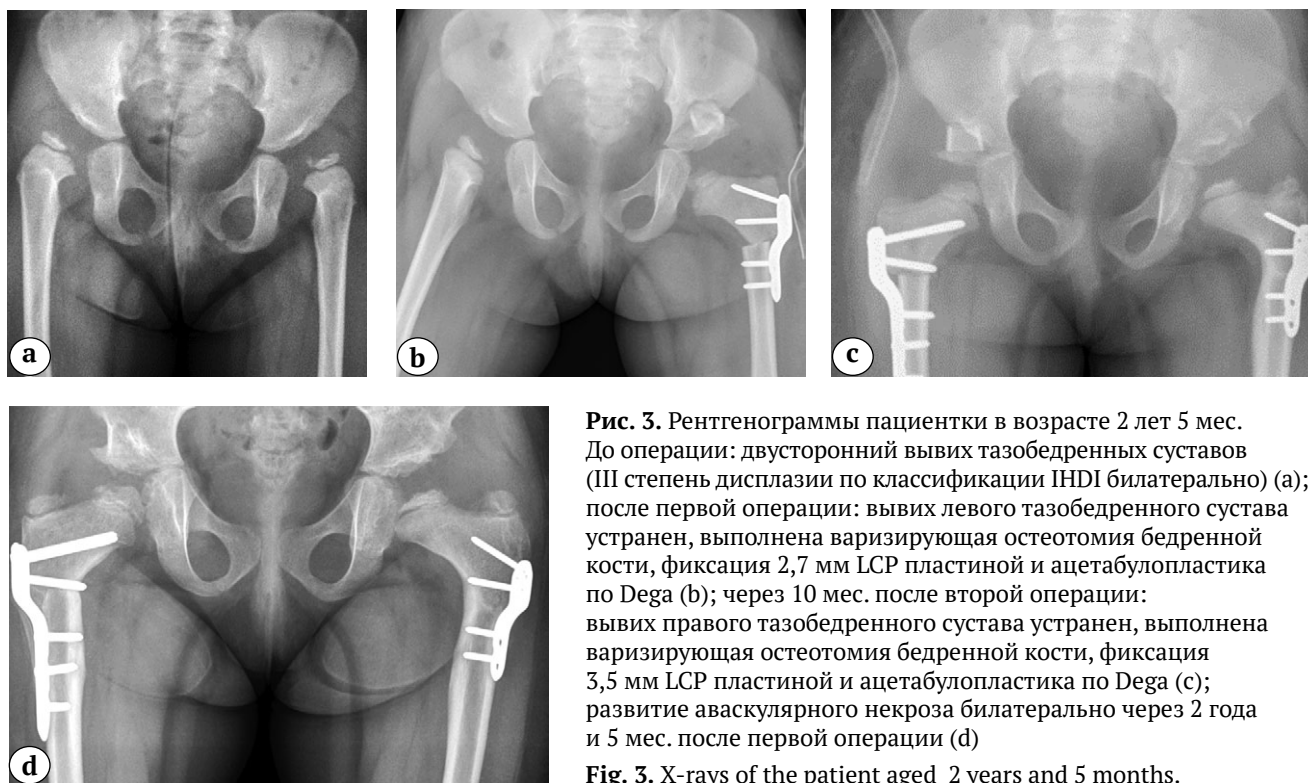 a
b
c
d
Рис. 3. Рентгенограммы пациентки в возрасте 2 лет 5 мес.
До операции: двусторонний вывих тазобедренных суставов
(III степень дисплазии по классификации IHDI билатерально) (a);
после первой операции: вывих левого тазобедренного сустава
устранен, выполнена варизирующая остеотомия бедренной
кости, фиксация 2,7 мм LCP пластиной и ацетабулопластика
по Dega (b); через 10 мес. после второй операции:
вывих правого тазобедренного сустава устранен, выполнена
варизирующая остеотомия бедренной кости, фиксация
3,5 мм LCP пластиной и ацетабулопластика по Dega (c);
развитие аваскулярного некроза билатерально через 2 года
и 5 мес. после первой операции (d)
Fig. 3. X-rays of the patient aged 2 years and 5 months.